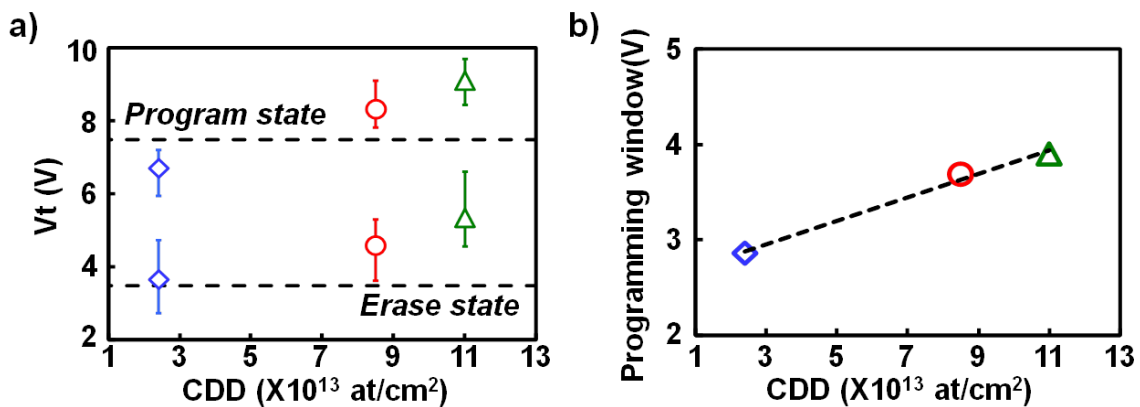 a)
10
8
6
4
2
Vt (V)
Program state
Erase state
1 3 5 7 9 11 13
CDD (X10¹³ at/cm²)
b)
5
4
3
2
Programming window(V)
1 3 5 7 9 11 13
CDD (X10¹³ at/cm²)